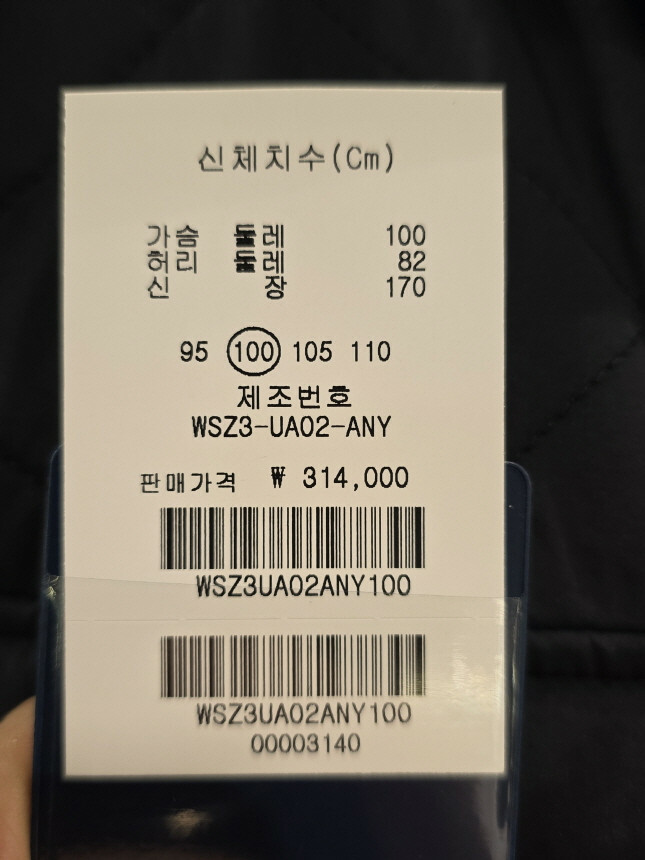 신체치수(Cm)
가슴 둘레 100
허리 둘레 82
신 장 170
95 100 105 110
제조번호
WSZ3-UA02-ANY
판매가격 ₩ 314,000
WSZ3UA02ANY100
WSZ3UA02ANY100
00003140